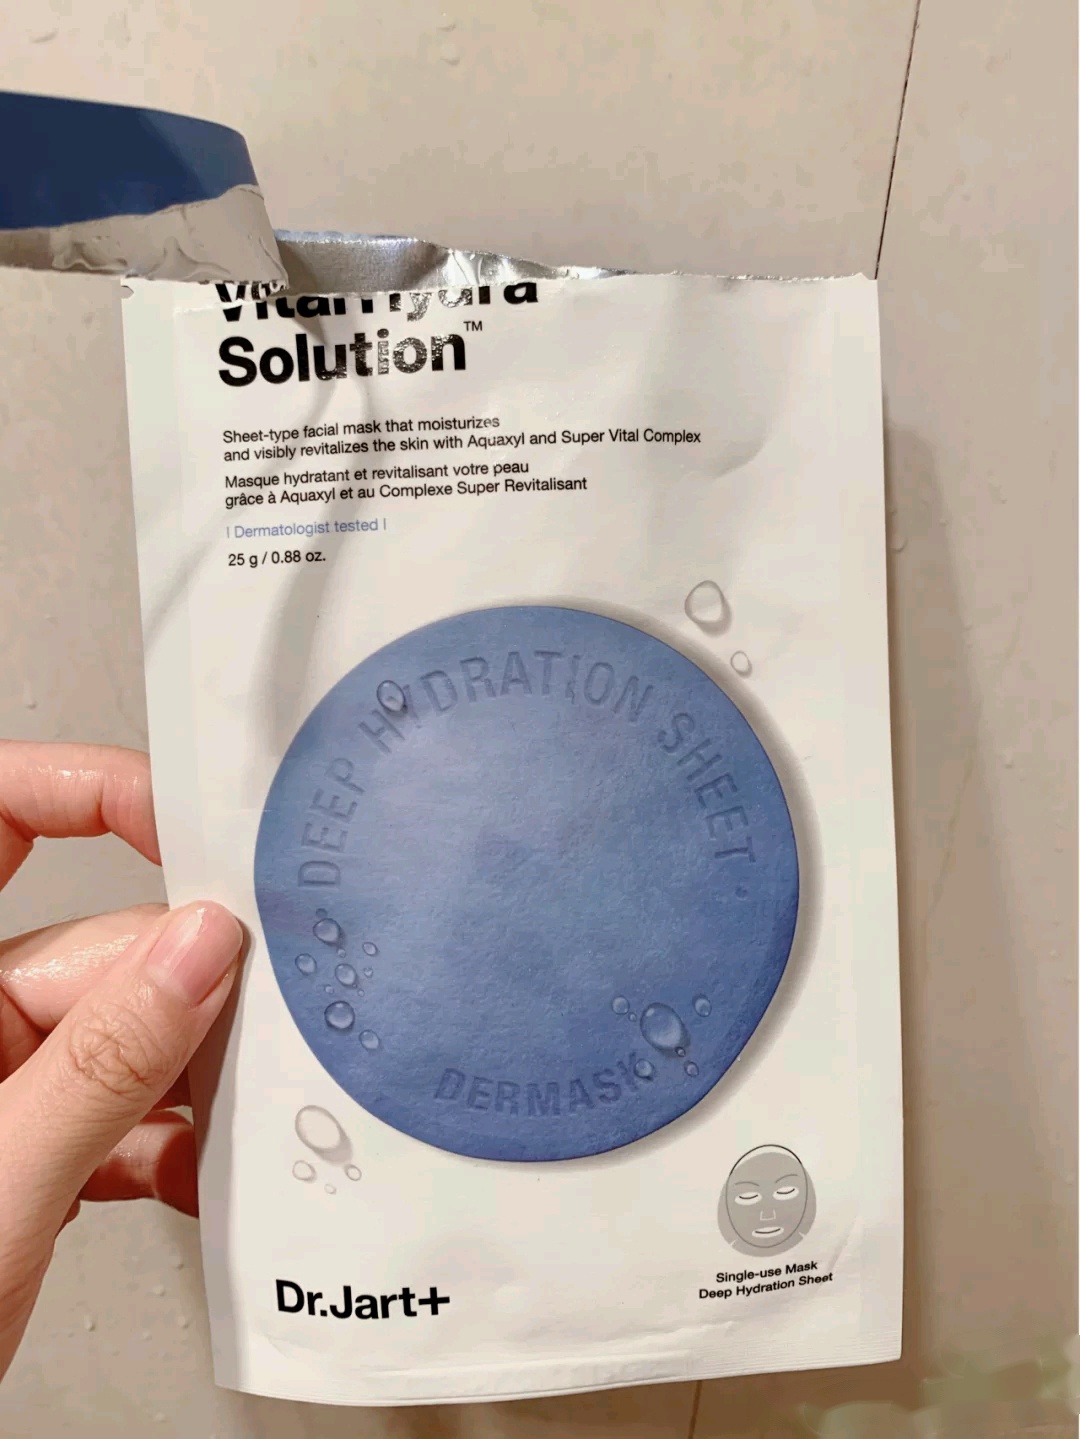 Vital Hydra
Solution™
Sheet-type facial mask that moisturizes
and visibly revitalizes the skin with Aquaxyl and Super Vital Complex
Masque hydratant et revitalisant votre peau
grâce à Aquaxyl et au Complexe Super Revitalisant
| Dermatologist tested |
25 g / 0.88 oz.
• DEEP HYDRATION SHEET •
DERMASK
Single-use Mask
Deep Hydration Sheet
Dr.Jart+